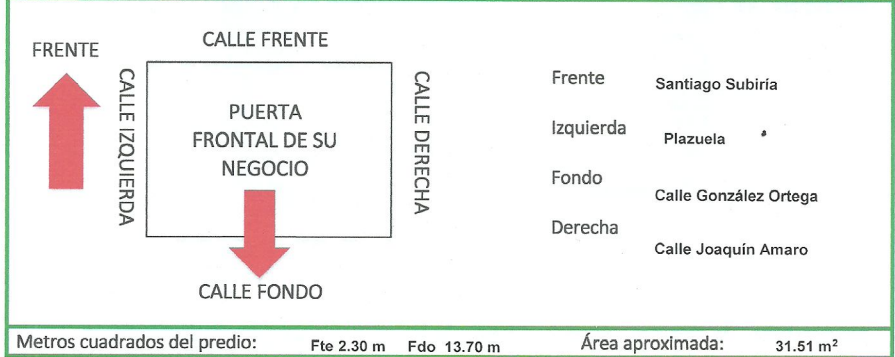 FRENTE
CALLE FRENTE
CALLE IZQUIERDA
PUERTA
FRONTAL DE SU
NEGOCIO
CALLE DERECHA
CALLE FONDO
Frente Santiago Subiría
Izquierda Plazuela
Fondo Calle González Ortega
Derecha Calle Joaquín Amaro
Metros cuadrados del predio: Fte 2.30 m Fdo 13.70 m Área aproximada: 31.51 m²